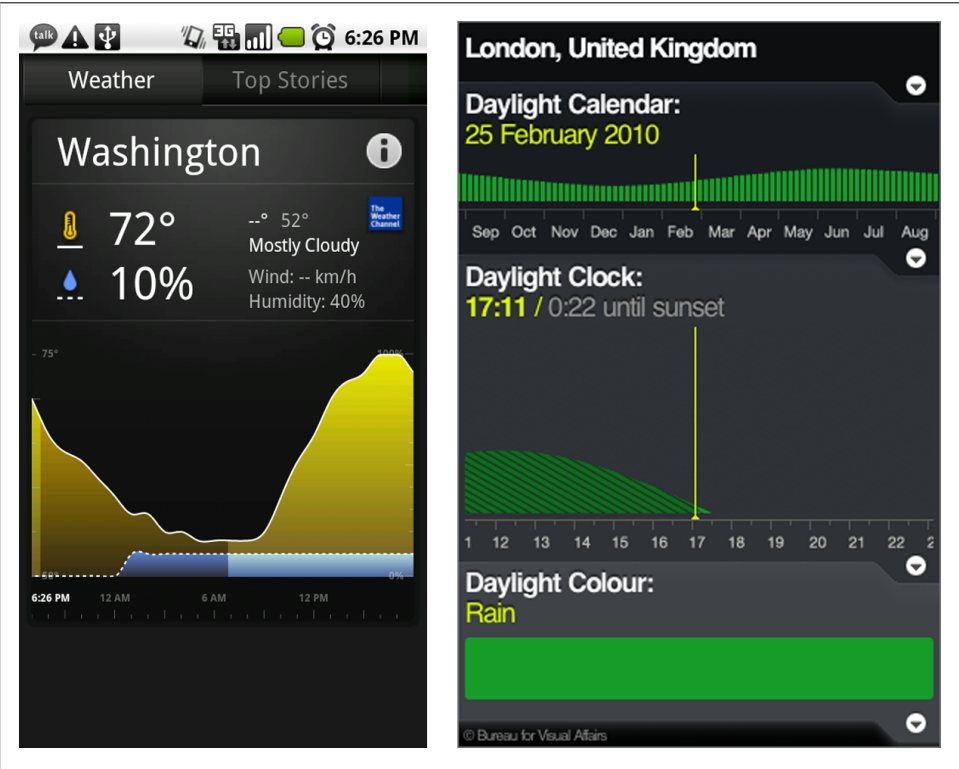 talk
3G
6:26 PM
Weather
Top Stories
Washington
i
72°
--° 52°
The
Weather
Channel
Mostly Cloudy
10%
Wind: -- km/h
Humidity: 40%
75°
100%
50°
0%
6:26 PM 12 AM 6 AM 12 PM
London, United Kingdom
Daylight Calendar:
25 February 2010
Sep Oct Nov Dec Jan Feb Mar Apr May Jun Jul Aug
Daylight Clock:
17:11 / 0:22 until sunset
1 12 13 14 15 16 17 18 19 20 21 22 2
Daylight Colour:
Rain
© Bureau for Visual Affairs